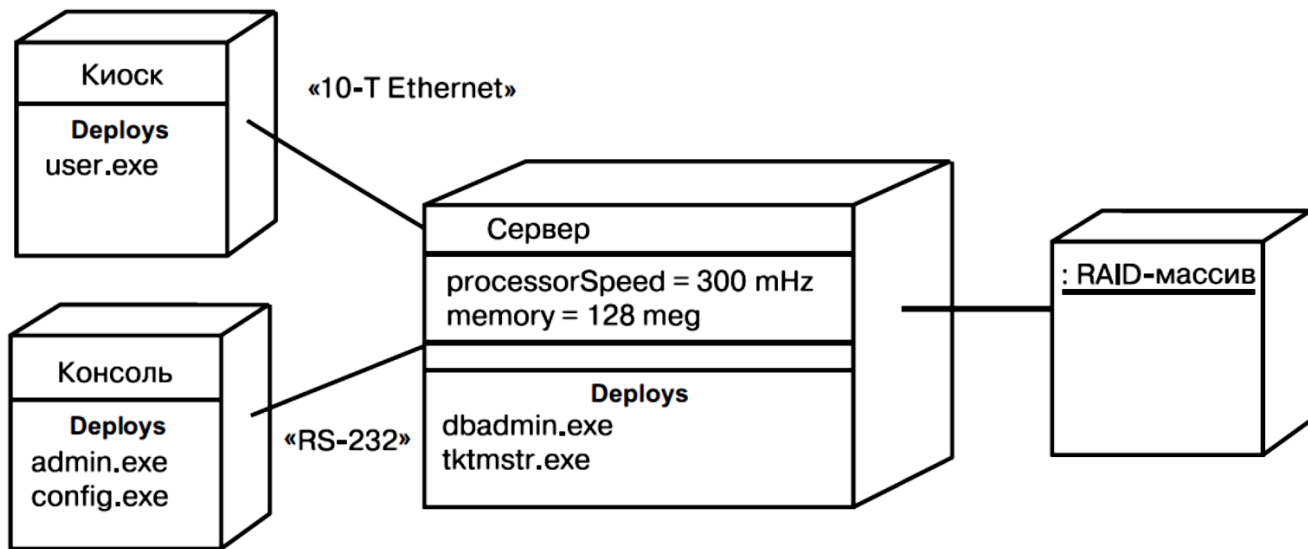 Киоск
Deploys
user.exe
«10-T Ethernet»
Сервер
processorSpeed = 300 mHz
memory = 128 meg
Deploys
dbadmin.exe
tktmstr.exe
: RAID-массив
Консоль
Deploys
admin.exe
config.exe
«RS-232»